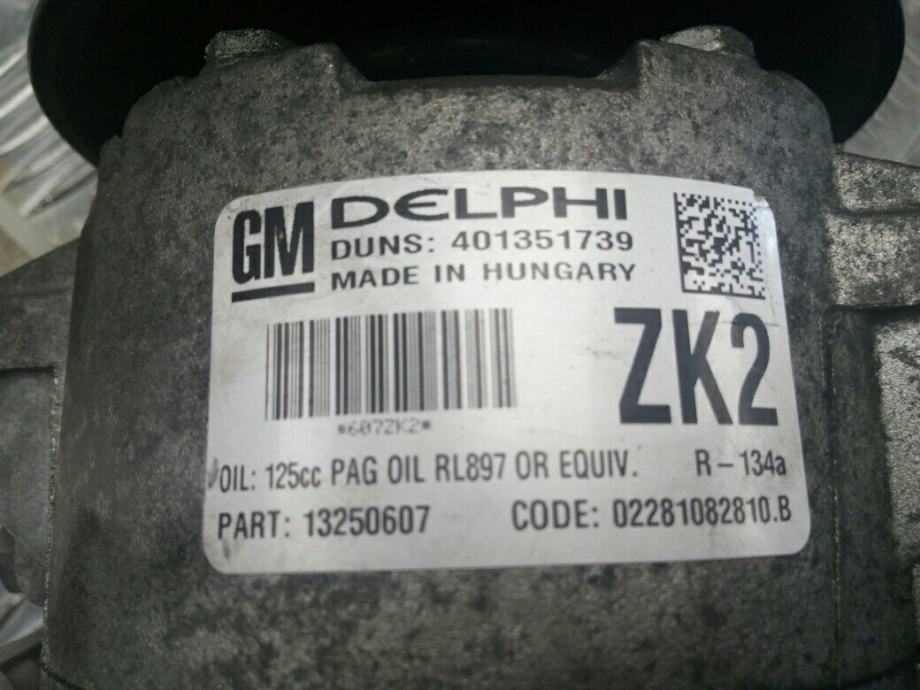 GM
DELPHI
DUNS: 401351739
MADE IN HUNGARY
ZK2
*607ZK2*
OIL: 125cc PAG OIL RL897 OR EQUIV. R-134a
PART: 13250607 CODE: 02281082810.B